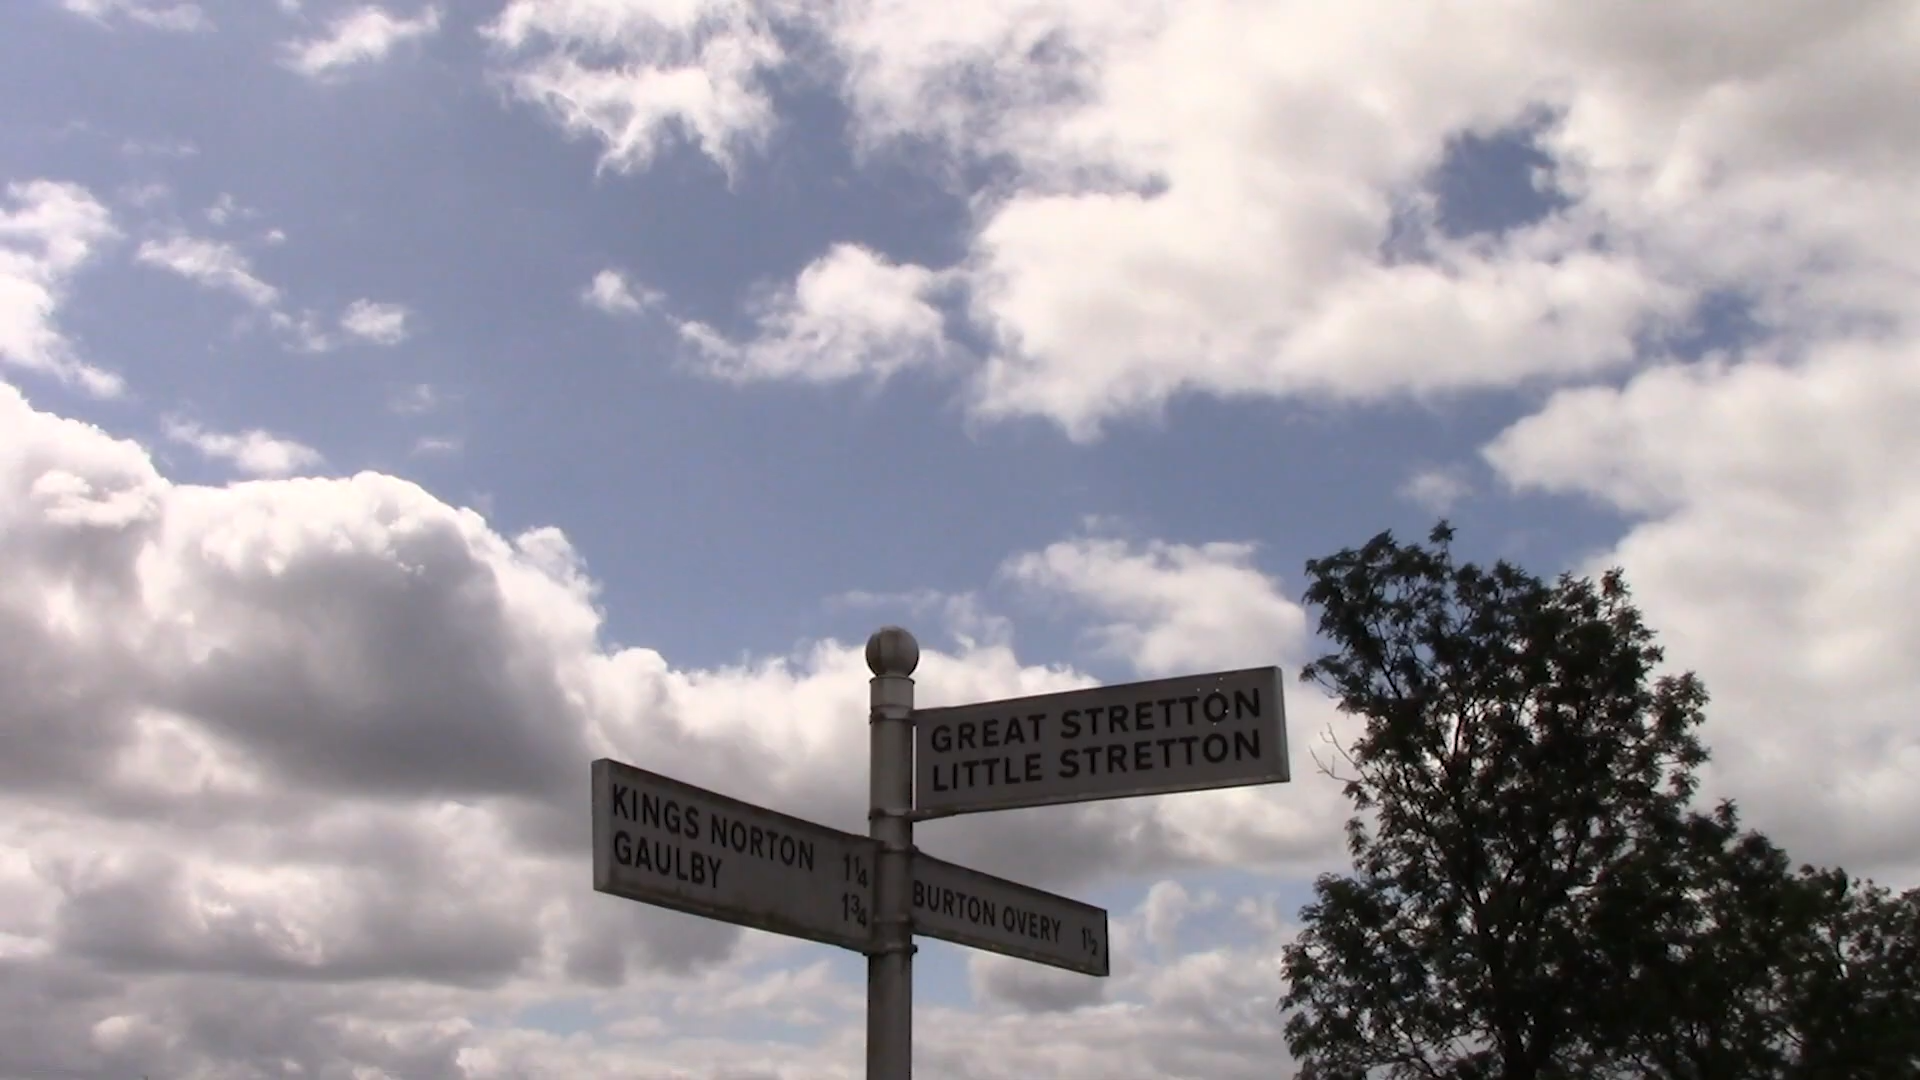 GREAT STRETTON
LITTLE STRETTON
KINGS NORTON 1¼
GAULBY 1¾
BURTON OVERY 1½